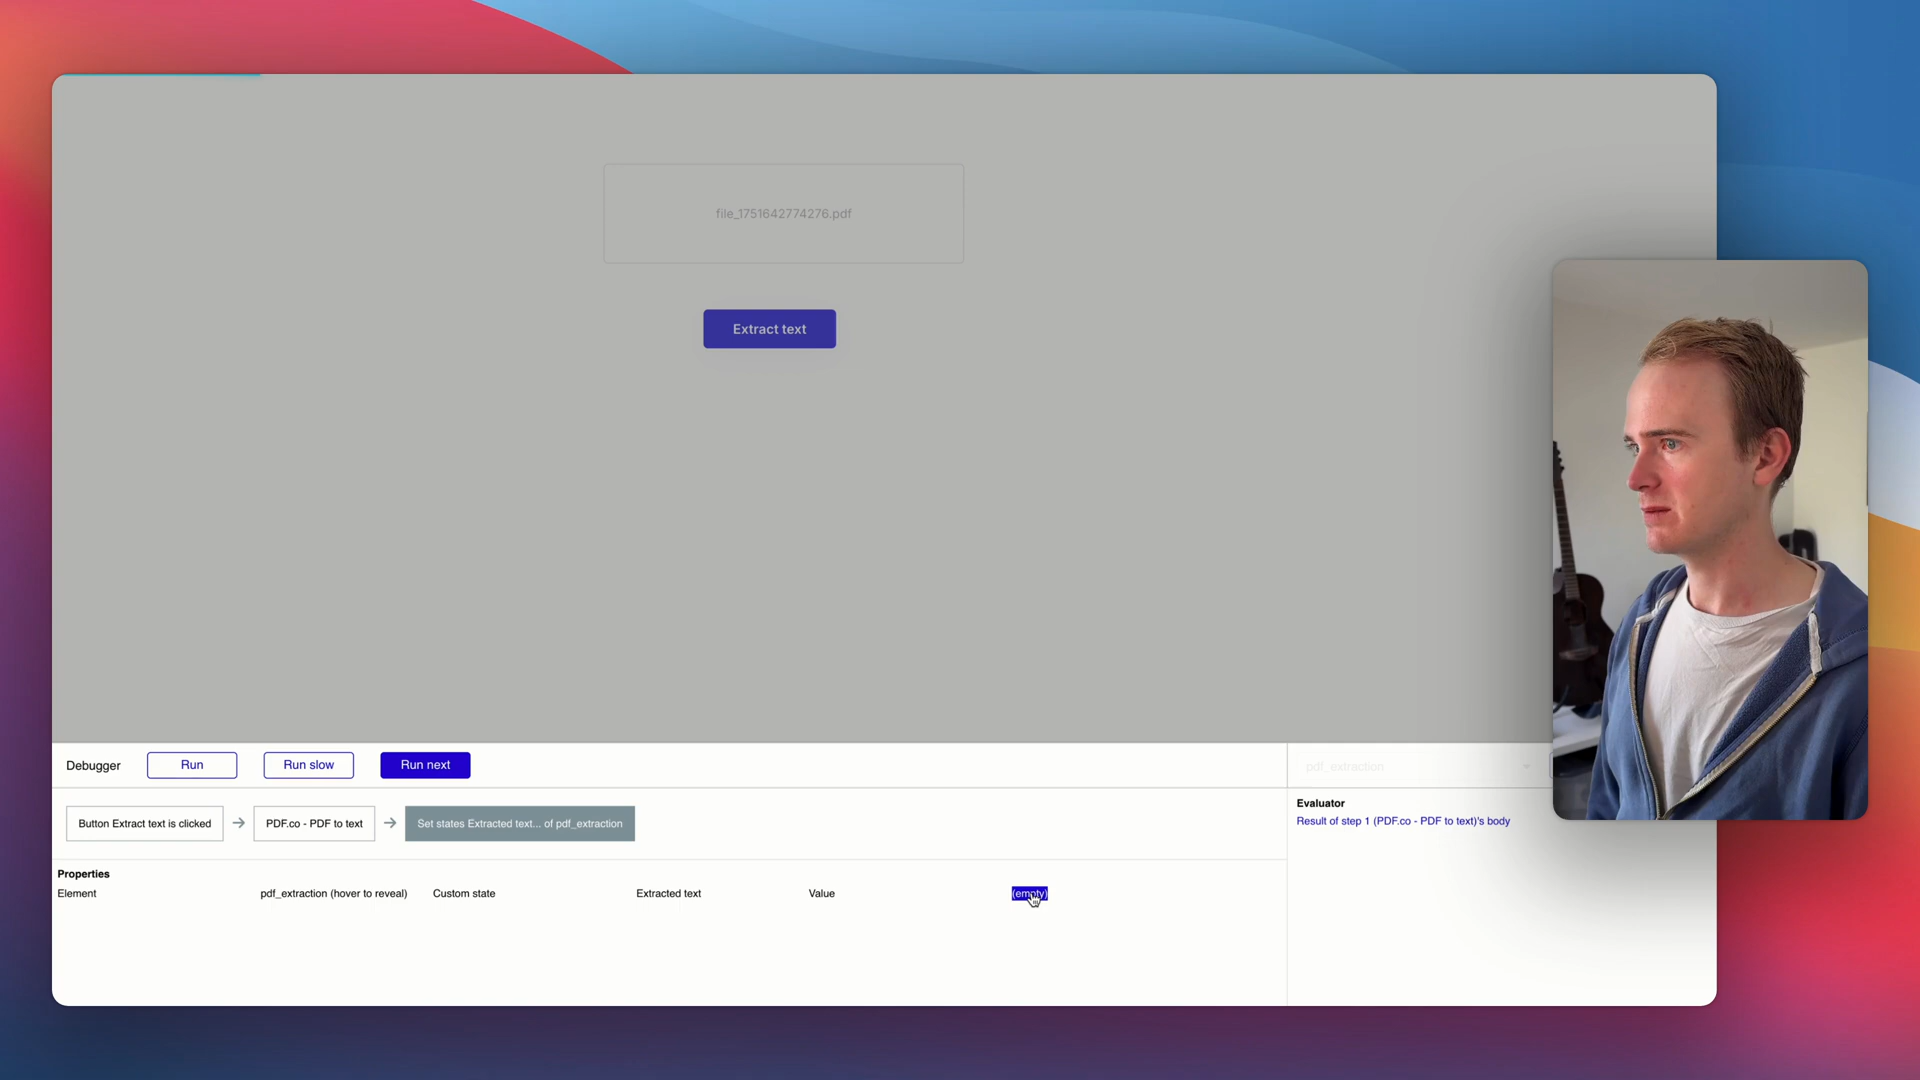 file_1751642774276.pdf
Extract text
Debugger Run Run slow Run next pdf_extraction
Button Extract text is clicked PDF.co - PDF to text Set states Extracted text... of pdf_extraction
Evaluator
Result of step 1 (PDF.co - PDF to text)'s body
Properties
Element pdf_extraction (hover to reveal) Custom state Extracted text Value (empty)